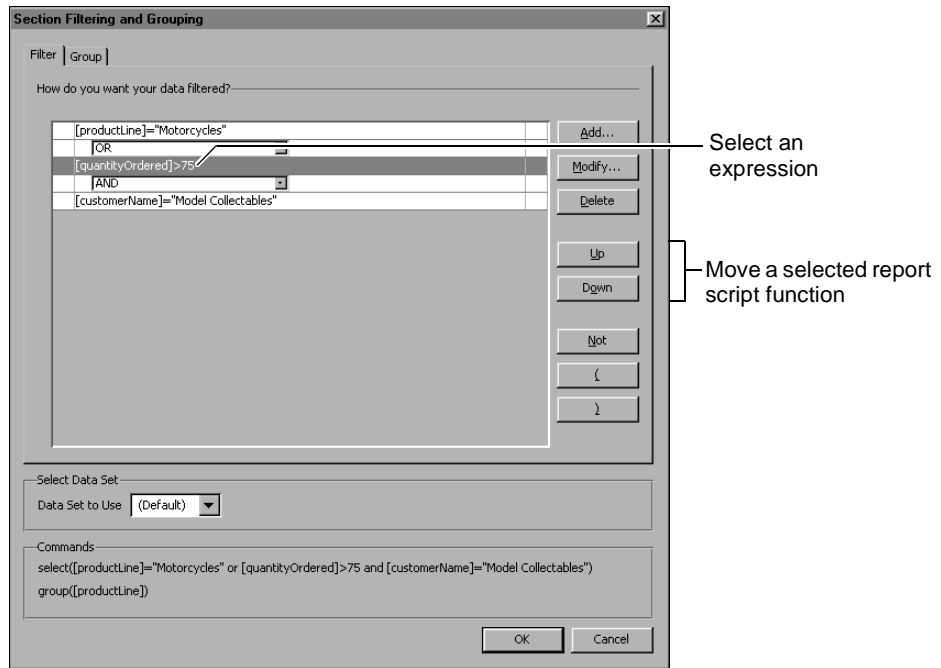 Section Filtering and Grouping
Filter
Group
How do you want your data filtered?
[productLine]="Motorcycles"
OR
[quantityOrdered]>75
AND
[customerName]="Model Collectables"
Add...
Modify...
Delete
Up
Down
Not
(
)
Select an
expression
Move a selected report
script function
Select Data Set
Data Set to Use (Default)
Commands
select([productLine]="Motorcycles" or [quantityOrdered]>75 and [customerName]="Model Collectables")
group([productLine])
OK
Cancel